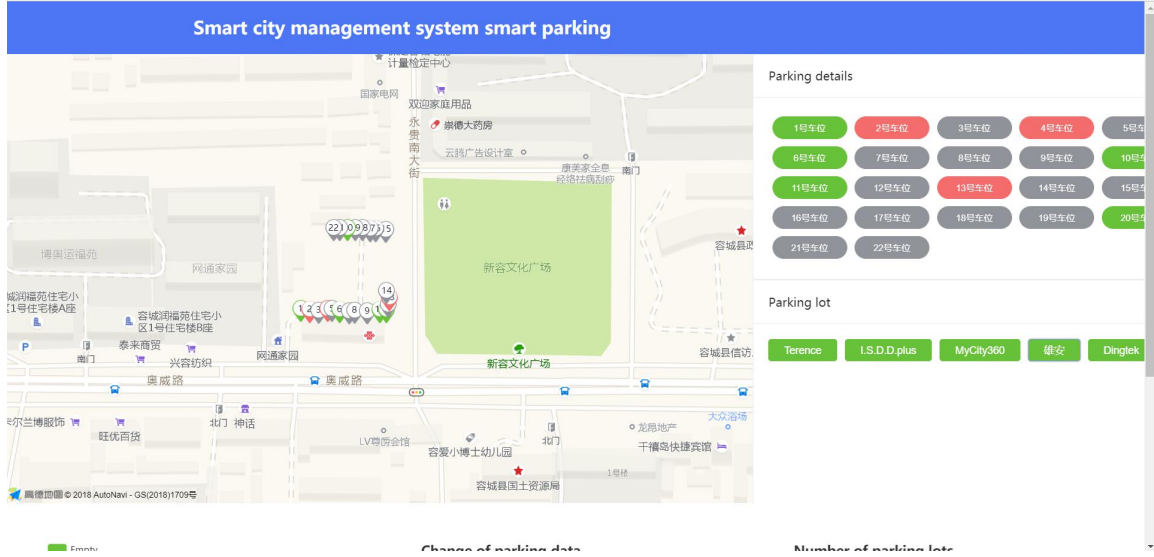 Smart city management system smart parking
计量检定中心
国家电网
双迎家庭用品
永贵南大街
崇德大药房
云腾广告设计室
康美家全息
经络祛痛刮痧
南门
新容文化广场
容城县政
博奥运福苑
网通家园
城润福苑住宅小
区1号住宅楼A座
容城润福苑住宅小
区1号住宅楼B座
泰来商贸
南门
兴容纺织
网通家园
新容文化广场
容城县信访
奥威路
奥威路
卡尔兰博服饰
旺优百货
北门
神话
LV尊爵会馆
容爱小博士幼儿园
北门
龙昂地产
大众浴场
千禧岛快捷宾馆
1号楼
容城县国土资源局
高德地图 © 2018 AutoNavi - GS(2018)1709号
Parking details
1号车位 2号车位 3号车位 4号车位 5号车
6号车位 7号车位 8号车位 9号车位 10号车
11号车位 12号车位 13号车位 14号车位 15号车
16号车位 17号车位 18号车位 19号车位 20号车
21号车位 22号车位
Parking lot
Terence I.S.D.D.plus MyCity360 雄安 Dingtek
Empty
Change of parking data
Number of parking lots